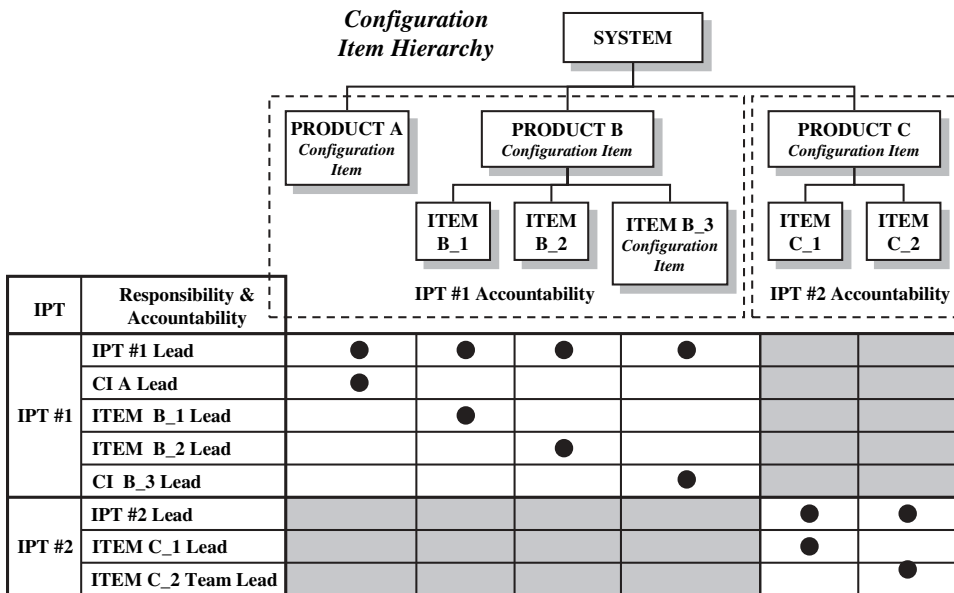 Configuration
Item Hierarchy
SYSTEM
PRODUCT A
Configuration
Item
PRODUCT B
Configuration Item
PRODUCT C
Configuration Item
ITEM
B_1
ITEM
B_2
ITEM B_3
Configuration
Item
ITEM
C_1
ITEM
C_2
IPT #1 Accountability
IPT #2 Accountability
IPT
Responsibility &
Accountability
IPT #1
IPT #1 Lead
CI A Lead
ITEM B_1 Lead
ITEM B_2 Lead
CI B_3 Lead
IPT #2
IPT #2 Lead
ITEM C_1 Lead
ITEM C_2 Team Lead